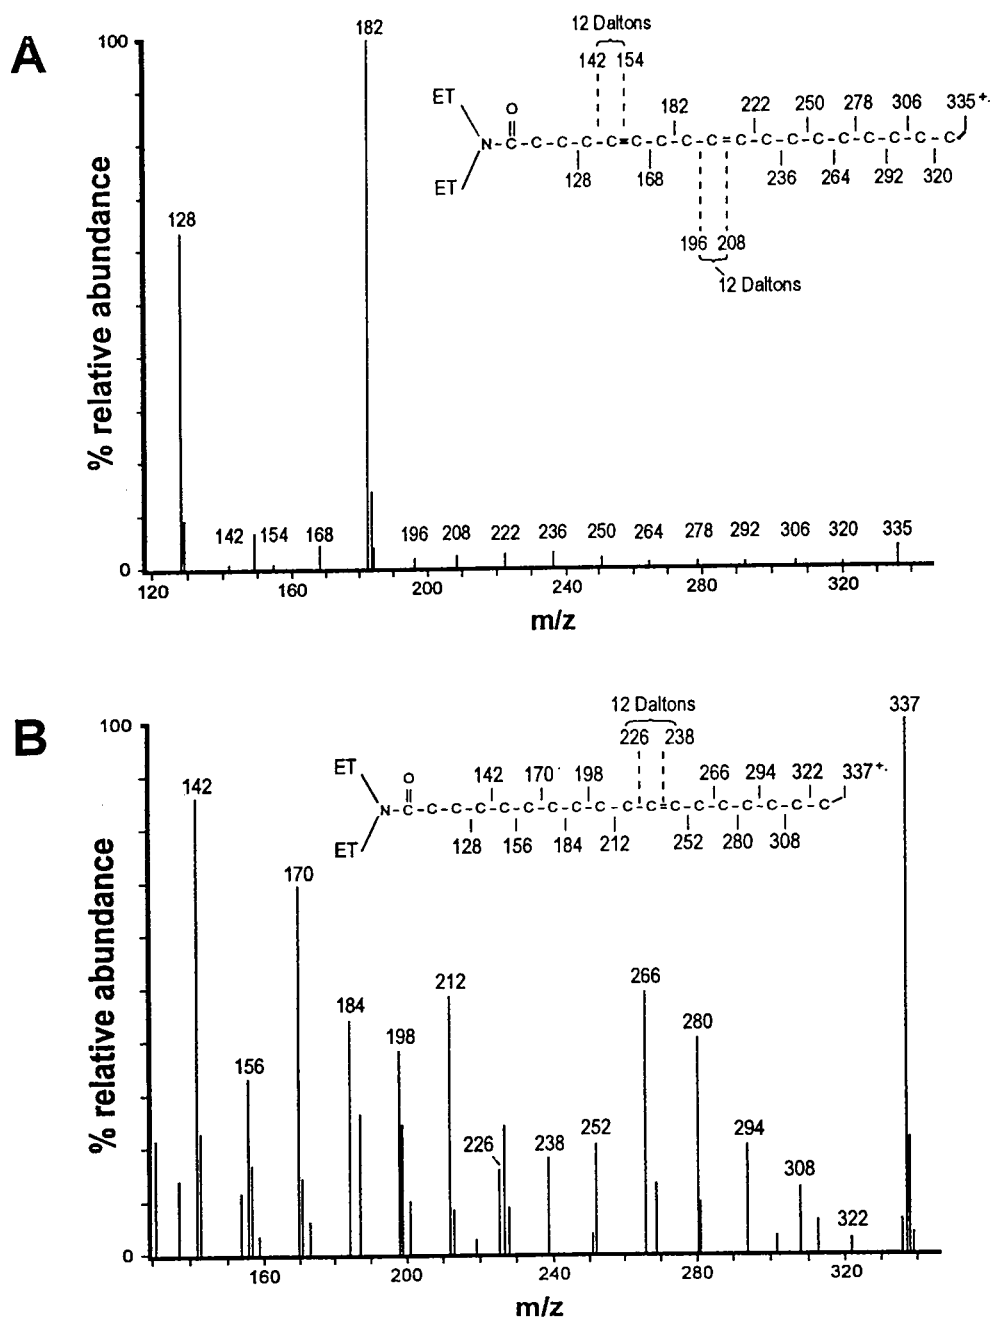 A
12 Daltons
142 154
ET
O
182 222 250 278 306 335+.
N-C-C-C-C-C=C-C-C-C=C-C-C-C-C-C-C-C-C
ET
128 168 236 264 292 320
196 208
12 Daltons
100
182
128
142 154 168 196 208 222 236 250 264 278 292 306 320 335
0
120 160 200 240 280 320
% relative abundance
m/z
B
12 Daltons
226 238
ET
O
142 170 198 266 294 322 337+.
N-C-C-C-C-C-C-C-C-C-C=C-C-C-C-C-C-C-C
ET
128 156 184 212 252 280 308
100
337
142
170
266
212
184
280
198
156
226 238 252 294
308
322
0
160 200 240 280 320
% relative abundance
m/z